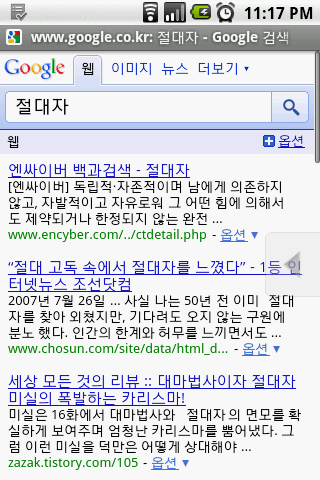 11:17 PM
www.google.co.kr: 절대자 - Google 검색
Google 웹 이미지 뉴스 더보기 ▼
절대자
웹 옵션
엔싸이버 백과검색 - 절대자
[엔싸이버] 독립적·자존적이며 남에게 의존하지
않고, 자발적이고 자유로워 그 어떤 힘에 의해서
도 제약되거나 한정되지 않는 완전 ...
www.encyber.com/../ctdetail.php - 옵션 ▼
“절대 고독 속에서 절대자를 느꼈다” - 1등 인
터넷뉴스 조선닷컴
2007년 7월 26일 ... 사실 나는 50년 전 이미 절대
자를 찾아 외쳤지만, 기다려도 오지 않는 구원에
분노 했다. 인간의 한계와 허무를 느끼면서도 ...
www.chosun.com/site/data/html_d... - 옵션 ▼
세상 모든 것의 리뷰 :: 대마법사이자 절대자
미실의 폭발하는 카리스마!
미실은 16화에서 대마법사와 절대자의 면모를 확
실하게 보여주며 엄청난 카리스마를 뿜어냈다. 그
럼 이런 미실을 덕만은 어떻게 상대해야 ...
zazak.tistory.com/105 - 옵션 ▼